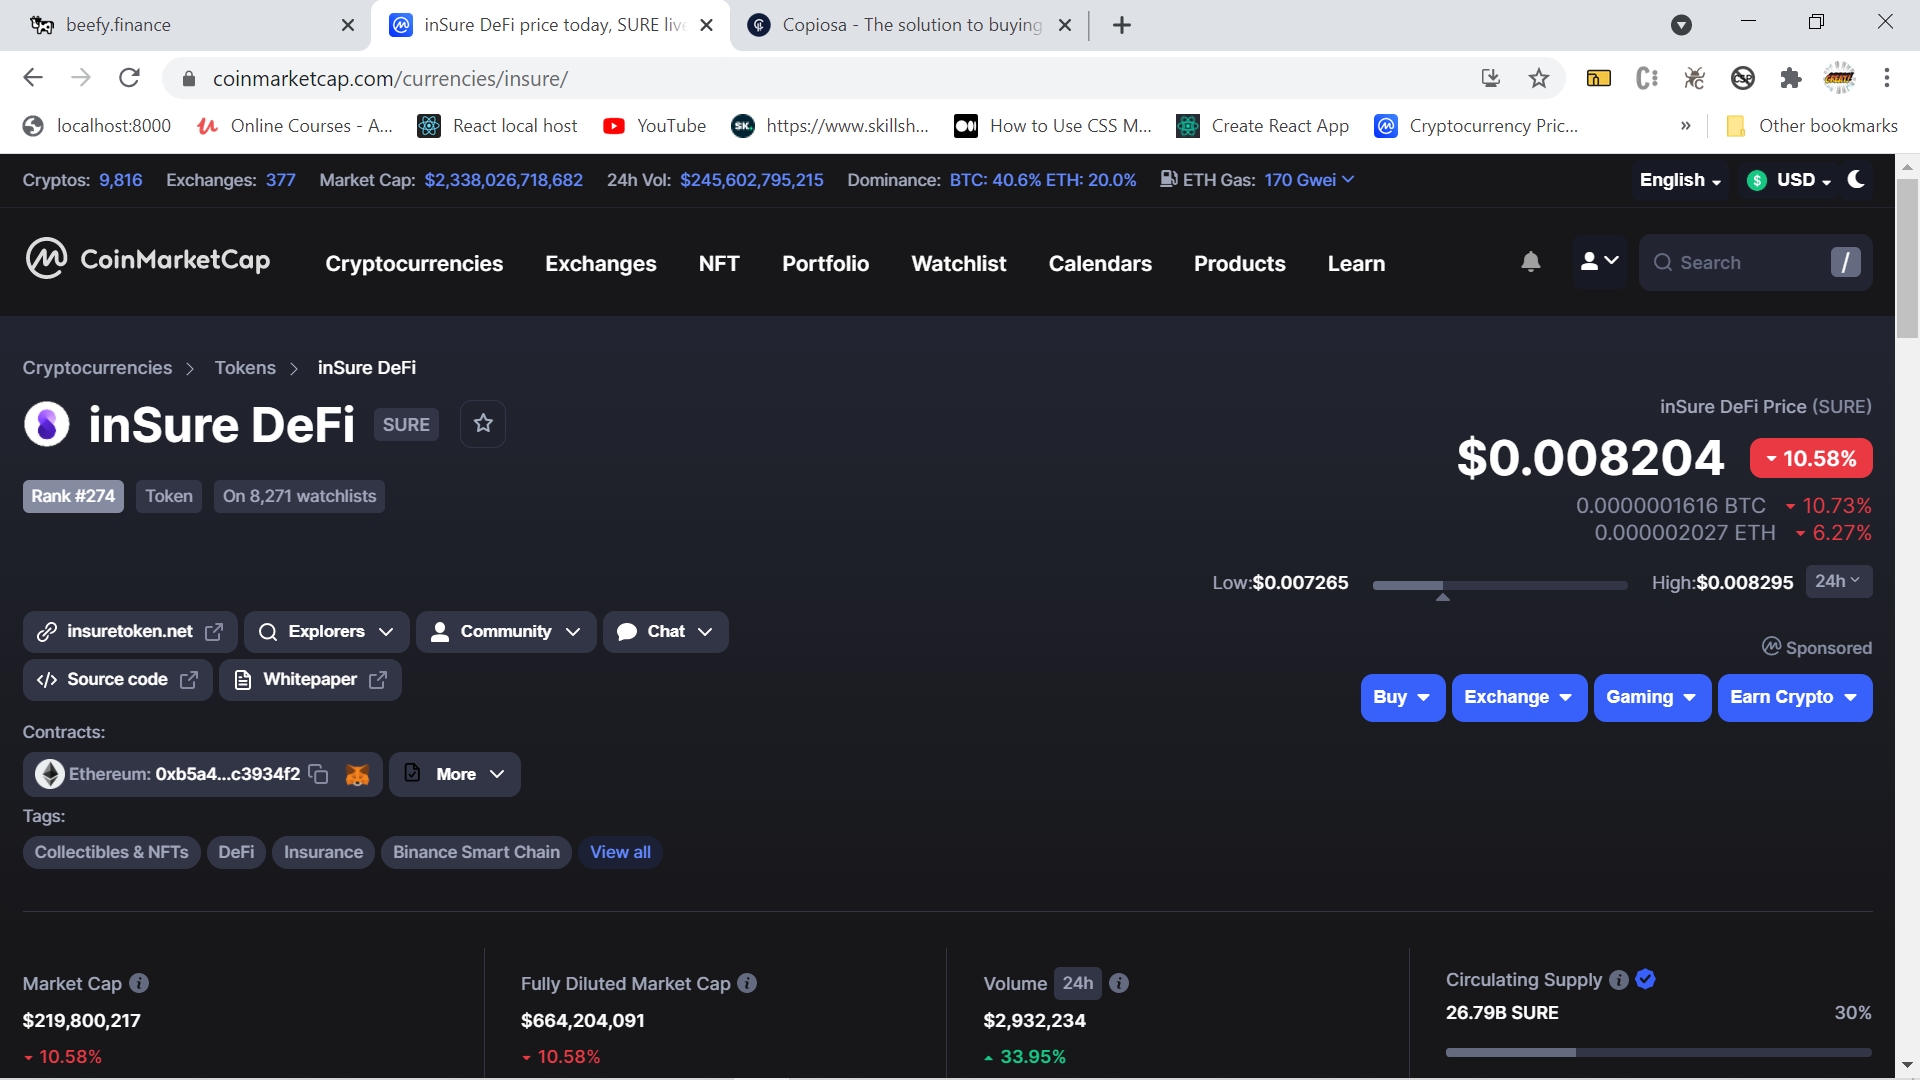 beefy.finance
inSure DeFi price today, SURE live
Copiosa - The solution to buying
coinmarketcap.com/currencies/insure/
localhost:8000
Online Courses - A...
React local host
YouTube
SK.
https://www.skillsh...
How to Use CSS M...
Create React App
Cryptocurrency Pric...
»
Other bookmarks
Cryptos: 9,816 Exchanges: 377 Market Cap: $2,338,026,718,682 24h Vol: $245,602,795,215 Dominance: BTC: 40.6% ETH: 20.0% ETH Gas: 170 Gwei
English
$ USD
CoinMarketCap
Cryptocurrencies Exchanges NFT Portfolio Watchlist Calendars Products Learn
Search /
Cryptocurrencies > Tokens > inSure DeFi
inSure DeFi SURE
Rank #274 Token On 8,271 watchlists
inSure DeFi Price (SURE)
$0.008204 10.58%
0.0000001616 BTC 10.73%
0.000002027 ETH 6.27%
Low:$0.007265 High:$0.008295 24h
insuretoken.net Explorers Community Chat
</> Source code Whitepaper
Sponsored
Buy Exchange Gaming Earn Crypto
Contracts:
Ethereum: 0xb5a4...c3934f2 More
Tags:
Collectibles & NFTs DeFi Insurance Binance Smart Chain View all
Market Cap
$219,800,217
10.58%
Fully Diluted Market Cap
$664,204,091
10.58%
Volume 24h
$2,932,234
33.95%
Circulating Supply
26.79B SURE 30%